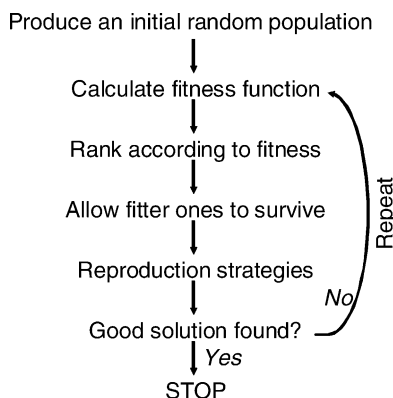 Produce an initial random population
Calculate fitness function
Rank according to fitness
Allow fitter ones to survive
Reproduction strategies
Repeat
No
Good solution found?
Yes
STOP